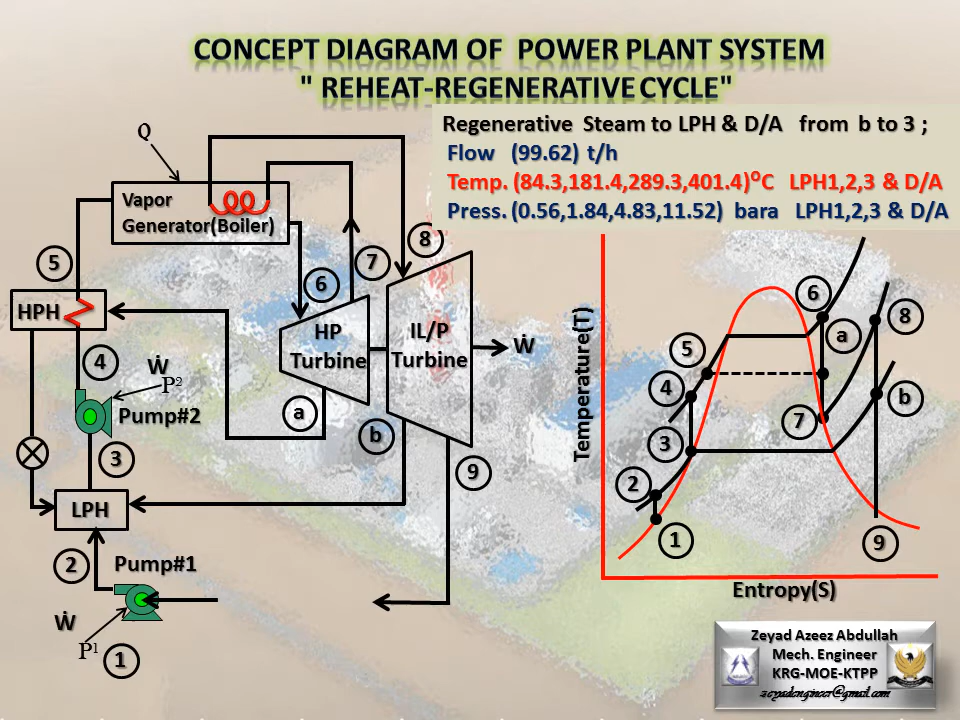 CONCEPT DIAGRAM OF POWER PLANT SYSTEM
" REHEAT-REGENERATIVE CYCLE"
Regenerative Steam to LPH & D/A from b to 3 ;
Flow (99.62) t/h
Temp. (84.3,181.4,289.3,401.4)⁰C LPH1,2,3 & D/A
Press. (0.56,1.84,4.83,11.52) bara LPH1,2,3 & D/A
Q
Vapor
Generator(Boiler)
5
6
7
8
HPH
HP
Turbine
IL/P
Turbine
Ẇ
4
Ẇ
P²
Pump#2
a
b
3
9
LPH
2
Pump#1
Ẇ
P¹
1
Temperature(T)
6
8
a
5
4
b
7
3
2
1
9
Entropy(S)
Zeyad Azeez Abdullah
Mech. Engineer
KRG-MOE-KTPP
zeyadengineer@gmail.com